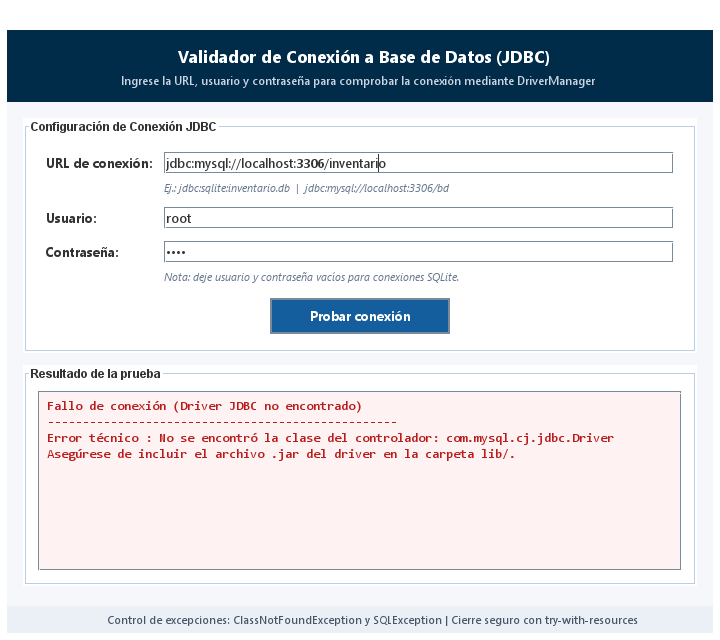 Validador de Conexión a Base de Datos (JDBC)
Ingrese la URL, usuario y contraseña para comprobar la conexión mediante DriverManager
Configuración de Conexión JDBC
URL de conexión: jdbc:mysql://localhost:3306/inventario
Ej.: jdbc:sqlite:inventario.db | jdbc:mysql://localhost:3306/bd
Usuario: root
Contraseña: ••••
Nota: deje usuario y contraseña vacíos para conexiones SQLite.
Probar conexión
Resultado de la prueba
Fallo de conexión (Driver JDBC no encontrado)
--------------------------------------------------
Error técnico : No se encontró la clase del controlador: com.mysql.cj.jdbc.Driver
Asegúrese de incluir el archivo .jar del driver en la carpeta lib/.
Control de excepciones: ClassNotFoundException y SQLException | Cierre seguro con try-with-resources